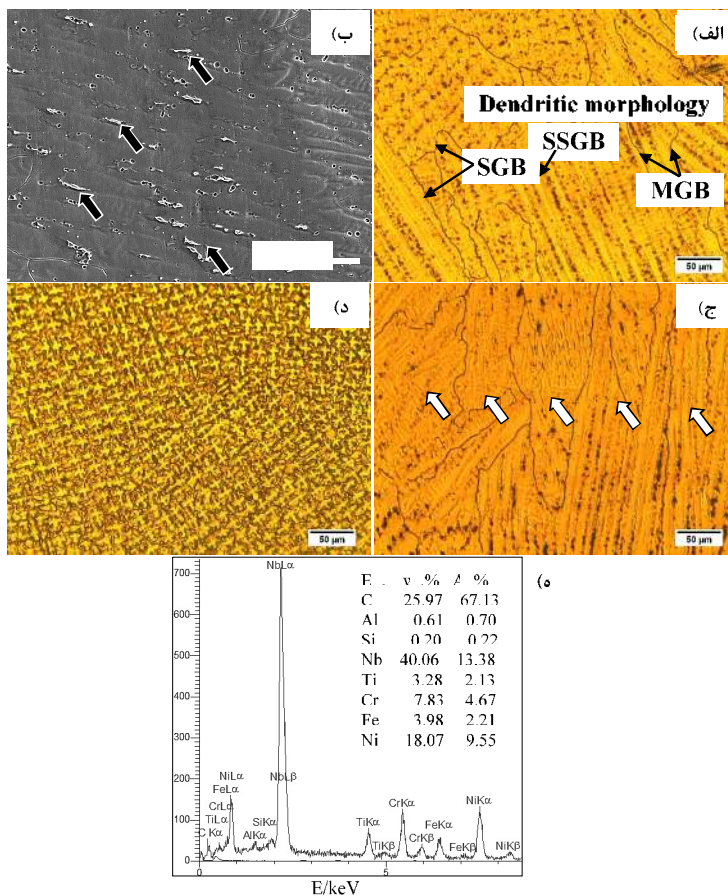 ب)
الف)
Dendritic morphology
SSGB
SGB
MGB
50 µm
د)
ج)
50 µm
50 µm
ه)
700
600
500
400
300
200
100
0
NbLα
NbLβ
NiLα
FeLα
CrLα
TiLα
C Kα
AlKα
SiKα
TiKα
TiKβ
CrKα
CrKβ
FeKα
FeKβ
NiKα
NiKβ
% %
C 25.97 67.13
Al 0.61 0.70
Si 0.20 0.22
Nb 40.06 13.38
Ti 3.28 2.13
Cr 7.83 4.67
Fe 3.98 2.21
Ni 18.07 9.55
0 5
E/keV